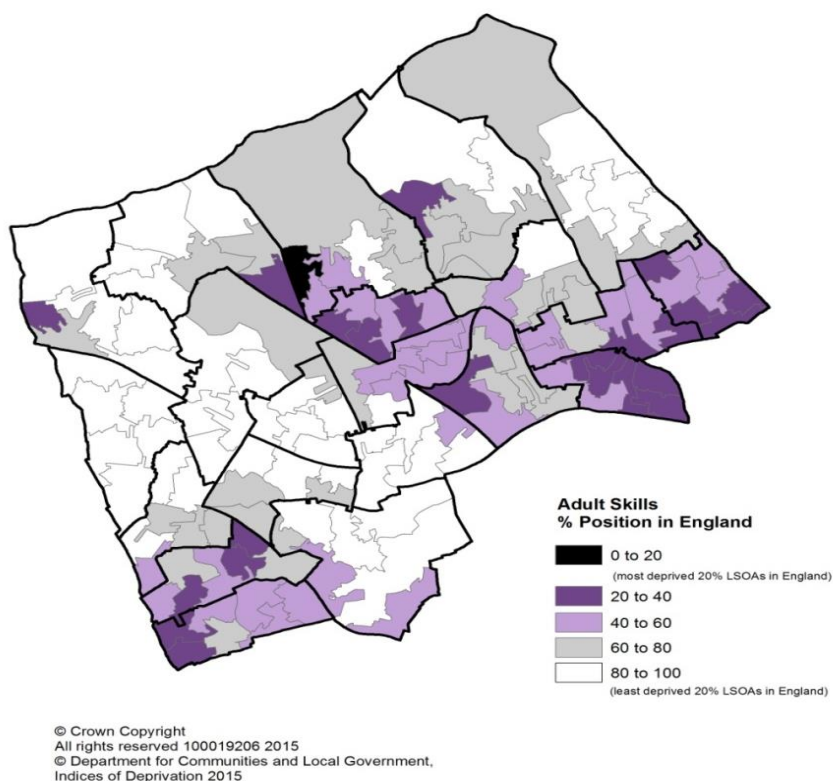 Adult Skills
% Position in England
0 to 20
(most deprived 20% LSOAs in England)
20 to 40
40 to 60
60 to 80
80 to 100
(least deprived 20% LSOAs in England)
© Crown Copyright
All rights reserved 100019206 2015
© Department for Communities and Local Government,
Indices of Deprivation 2015